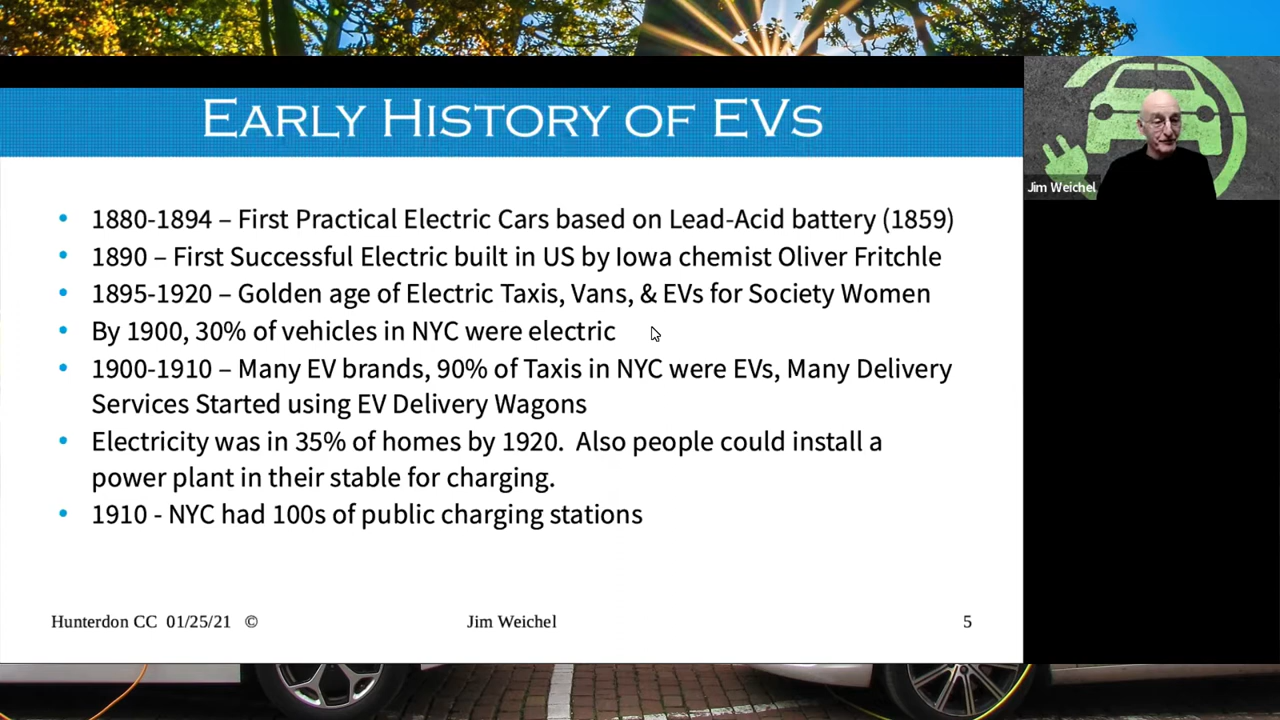 EARLY HISTORY OF EVS
• 1880-1894 – First Practical Electric Cars based on Lead-Acid battery (1859)
• 1890 – First Successful Electric built in US by Iowa chemist Oliver Fritchle
• 1895-1920 – Golden age of Electric Taxis, Vans, & EVs for Society Women
• By 1900, 30% of vehicles in NYC were electric
• 1900-1910 – Many EV brands, 90% of Taxis in NYC were EVs, Many Delivery
Services Started using EV Delivery Wagons
• Electricity was in 35% of homes by 1920.  Also people could install a
power plant in their stable for charging.
• 1910 - NYC had 100s of public charging stations
Hunterdon CC  01/25/21  ©
Jim Weichel
5
Jim Weichel